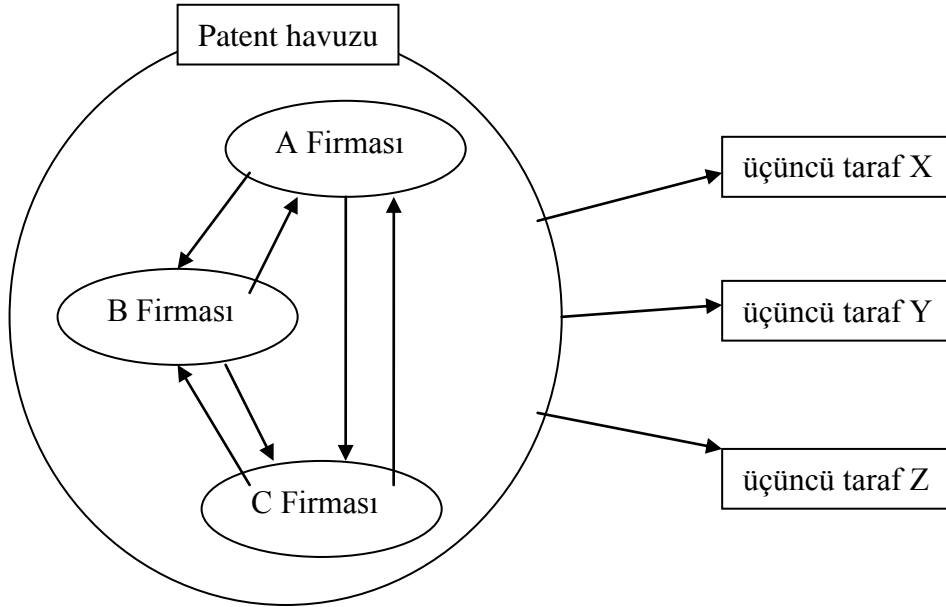 Patent havuzu
A Firması
B Firması
C Firması
üçüncü taraf X
üçüncü taraf Y
üçüncü taraf Z